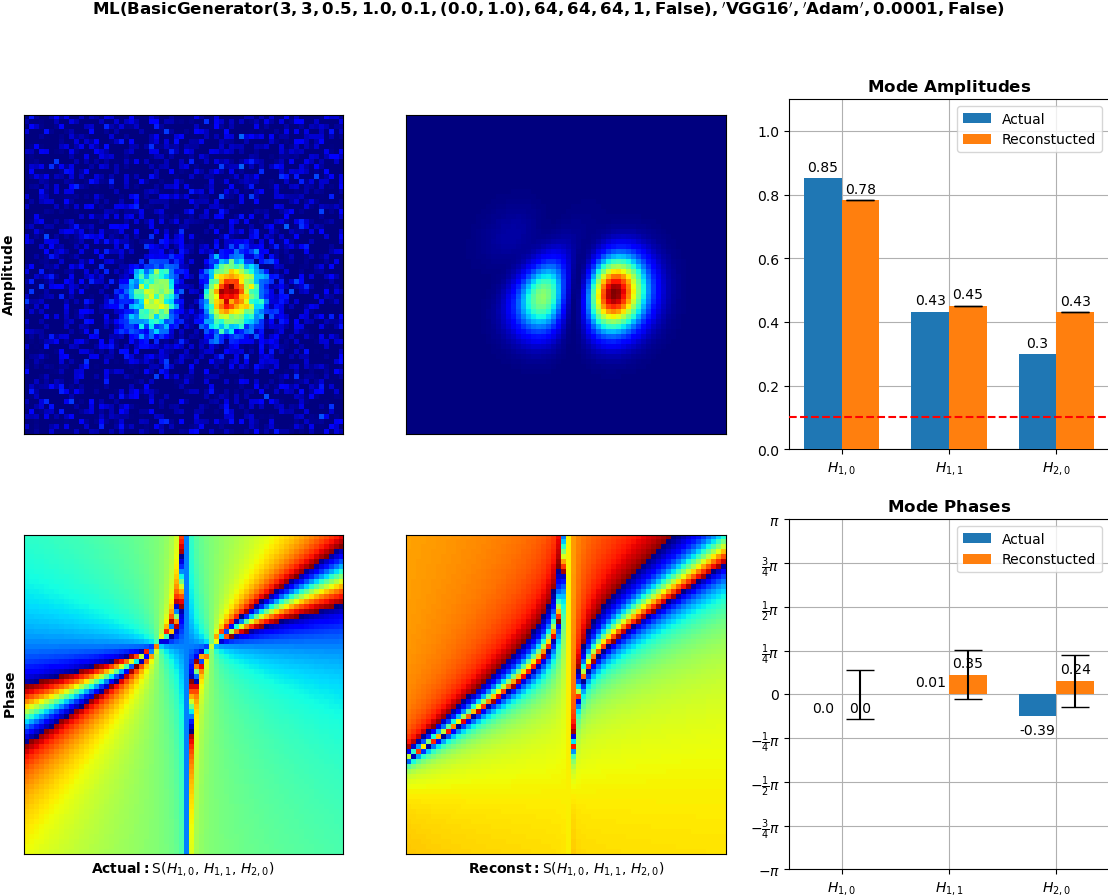 ML(BasicGenerator(3, 3, 0.5, 1.0, 0.1, (0.0, 1.0), 64, 64, 64, 1, False), ′VGG16′, ′Adam′, 0.0001, False)
Amplitude
Mode Amplitudes
Actual
Reconstucted
1.0
0.8
0.6
0.4
0.2
0.0
0.85
0.78
0.43
0.45
0.3
0.43
H1,0
H1,1
H2,0
Phase
Actual: S(H1,0, H1,1, H2,0)
Reconst: S(H1,0, H1,1, H2,0)
Mode Phases
Actual
Reconstucted
π
3/4π
1/2π
1/4π
0
−1/4π
−1/2π
−3/4π
−π
0.0
0.0
0.01
0.35
-0.39
0.24
H1,0
H1,1
H2,0